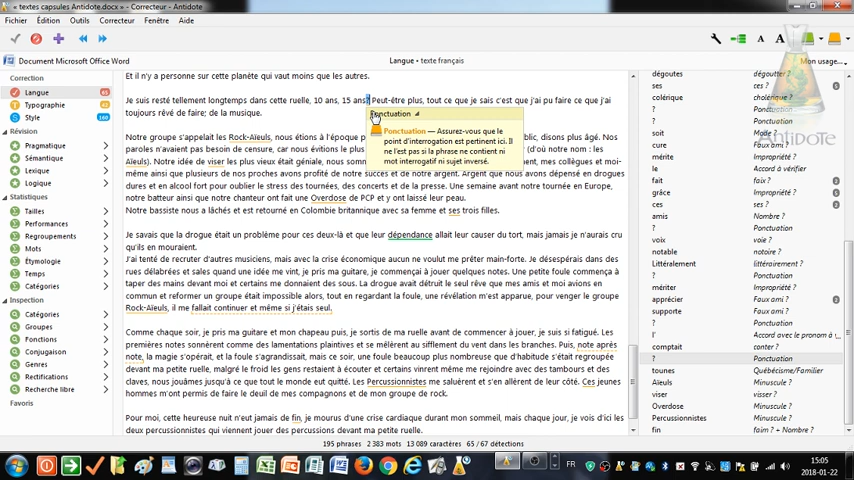 « textes capsules Antidote.docx » - Correcteur - Antidote
Fichier Édition Outils Correcteur Fenêtre Aide
Document Microsoft Office Word
Langue • texte français
Mon usage...
Correction
Langue 65
Typographie 42
Style 160
Révision
Pragmatique
Sémantique
Lexique
Logique
Statistiques
Tailles
Performances
Regroupements
Mots
Étymologie
Temps
Catégories
Inspection
Catégories
Groupes
Fonctions
Conjugaison
Genres
Rectifications
Recherche libre
Favoris
Et il n'y a personne sur cette planète qui vaut moins que les autres.
Je suis resté tellement longtemps dans cette ruelle, 10 ans, 15 ans? Peut-être plus, tout ce que je sais c'est que j'ai pu faire ce que j'ai
toujours rêvé de faire; de la musique.
Ponctuation
Ponctuation — Assurez-vous que le
point d'interrogation est pertinent ici. Il
ne l'est pas si la phrase ne contient ni
mot interrogatif ni sujet inversé.
Notre groupe s'appelait les Rock-Aïeuls, nous étions à l'époque p blic, disons plus âgé. Nos
paroles n'avaient pas besoin de censure, car nous évitions le plus (d'où notre nom : les
Aïeuls). Notre idée de viser les plus vieux était géniale, nous som mes collègues et moi-
même ainsi que plusieurs de nos proches avons profité de notre succès et de notre argent. Argent que nous avons dépensé en drogues
dures et en alcool fort pour oublier le stress des tournées, des concerts et de la presse. Une semaine avant notre tournée en Europe,
notre batteur ainsi que notre chanteur ont fait une Overdose de PCP et y ont laissé leur peau.
Notre bassiste nous a lâchés et est retourné en Colombie britannique avec sa femme et ses trois filles.
Je savais que la drogue était un problème pour ces deux-là et que leur dépendance allait leur causer du tort, mais jamais je n'aurais cru
qu'ils en mouraient.
J'ai tenté de recruter d'autres musiciens, mais avec la crise économique aucun ne voulut me prêter main-forte. Je désespérais dans des
rues délabrées et sales quand une idée me vint, je pris ma guitare, je commençai à jouer quelques notes. Une petite foule commença à
taper des mains devant moi et certains me donnaient des sous. La drogue avait détruit le seul rêve que mes amis et moi avions en
commun et reformer un groupe était impossible alors, tout en regardant la foule, une révélation m'est apparue, pour venger le groupe
Rock-Aïeuls, il me fallait continuer et même si j'étais seul.
Comme chaque soir, je pris ma guitare et mon chapeau puis, je sortis de ma ruelle avant de commencer à jouer, je suis si fatigué. Les
premières notes sonnèrent comme des lamentations plaintives et se mêlèrent au sifflement du vent dans les branches. Puis, note après
note, la magie s'opérait, et la foule s'agrandissait, mais ce soir, une foule beaucoup plus nombreuse que d'habitude s'était regroupée
devant ma petite ruelle, malgré le froid les gens restaient à écouter et certains vinrent même me rejoindre avec des tambours et des
claves, nous jouâmes jusqu'à ce que tout le monde eut quitté. Les Percussionnistes me saluèrent et s'en allèrent de leur côté. Ces jeunes
hommes m'ont permis de faire le deuil de mes compagnons et de mon groupe de rock.
Pour moi, cette heureuse nuit n'eut jamais de fin, je mourus d'une crise cardiaque durant mon sommeil, mais chaque jour, je vois d'ici les
deux percussionnistes qui viennent jouer des percussions devant ma petite ruelle.
dégoutes
sectes ? 2
colérique colérique ?
? Ponctuation
soit Mode ?
cure Impropriété ?
mérite Impropriété ?
le Accord à vérifier
fait faix ? 2
grâce Impropriété ? 5
ces ses ? 2
amis Nombre ?
? Ponctuation
voix voie ?
notable notoire ?
Littéralement littérairement ?
? Ponctuation
mériter Impropriété ?
apprécier Faux ami ? 2
supporte Faux ami ?
? Ponctuation
l' Accord avec le pronom à
comptait conter ?
? Ponctuation
tounes Québécisme/Familier
Aïeuls Minuscule ?
viser visser ?
Overdose Minuscule ?
Percussionnistes Minuscule ?
fin faim ? + Nombre ?
ANTIDOTE
195 phrases 2 383 mots 13 089 caractères 65 / 67 détections
FR
15:05
2018-01-22